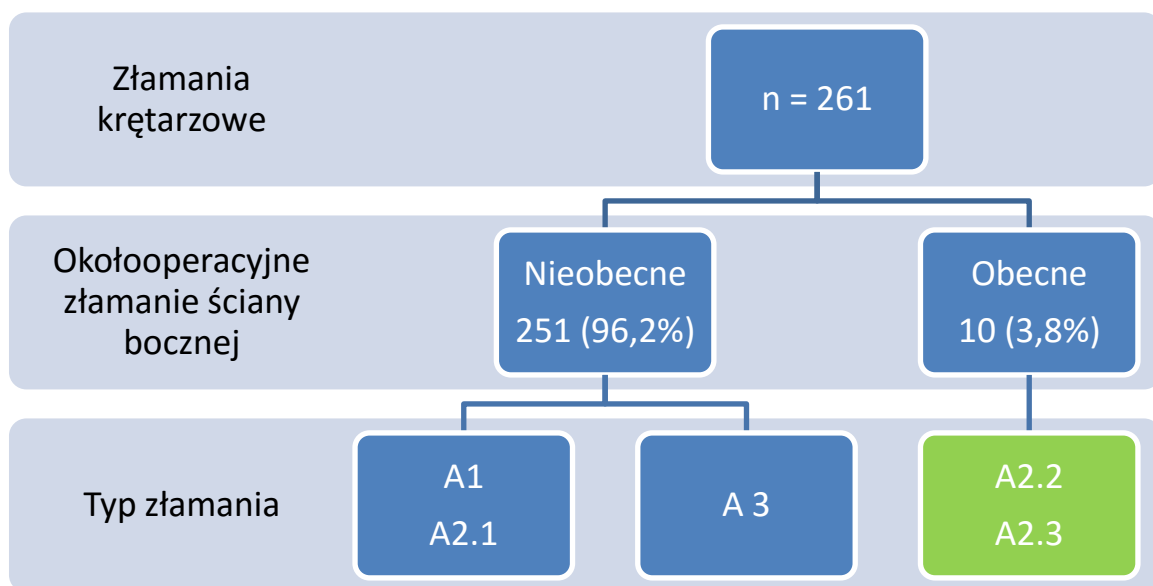 Złamania
krętarzowe
n = 261
Okołooperacyjne
złamanie ściany
bocznej
Nieobecne
251 (96,2%)
Obecne
10 (3,8%)
Typ złamania
A1
A2.1
A 3
A2.2
A2.3